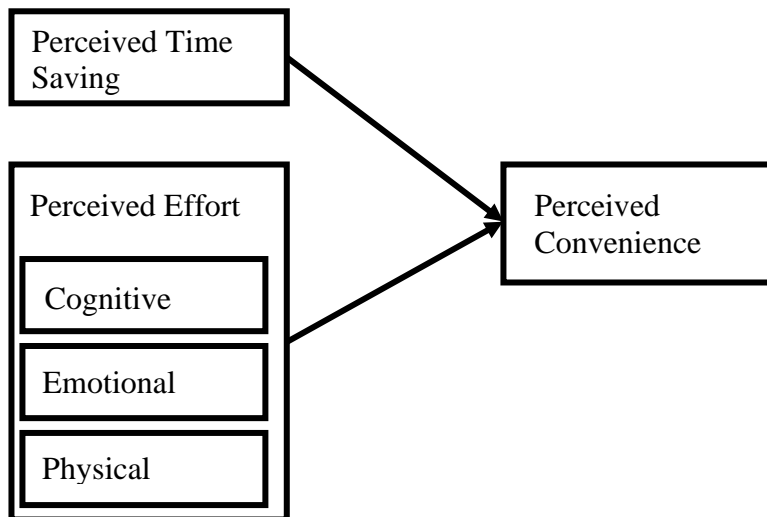 Perceived Time
Saving
Perceived Effort
Cognitive
Emotional
Physical
Perceived
Convenience